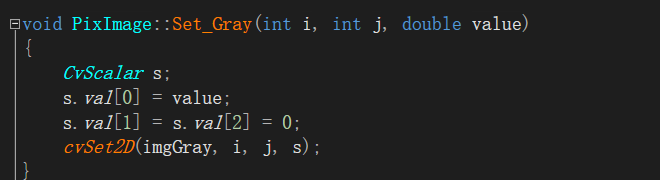 void PixImage::Set_Gray(int i, int j, double value)
{
CvScalar s;
s.val[0] = value;
s.val[1] = s.val[2] = 0;
cvSet2D(imgGray, i, j, s);
}